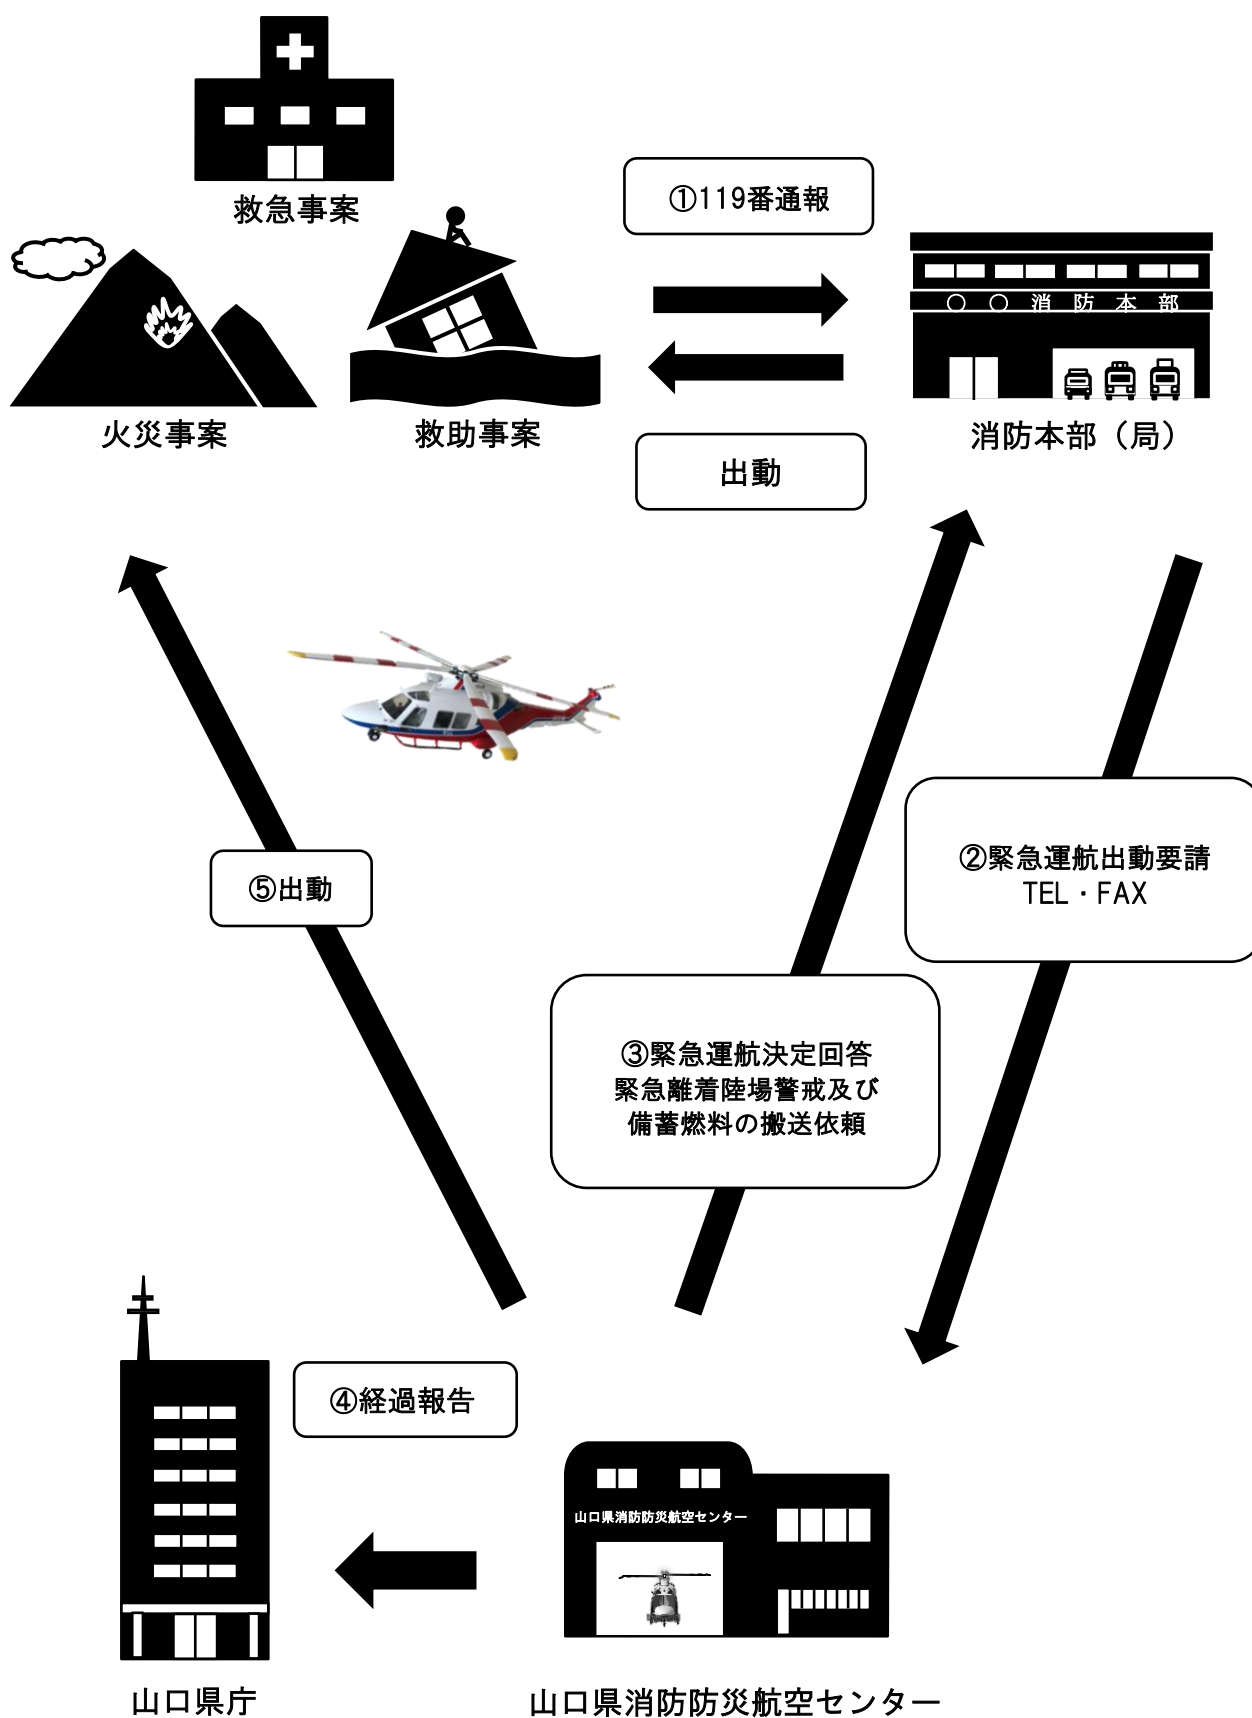 救急事案
①119番通報
○○消防本部
火災事案
救助事案
消防本部（局）
出動
②緊急運航出動要請
TEL・FAX
⑤出動
③緊急運航決定回答
緊急離着陸場警戒及び
備蓄燃料の搬送依頼
④経過報告
山口県消防防災航空センター
山口県庁
山口県消防防災航空センター